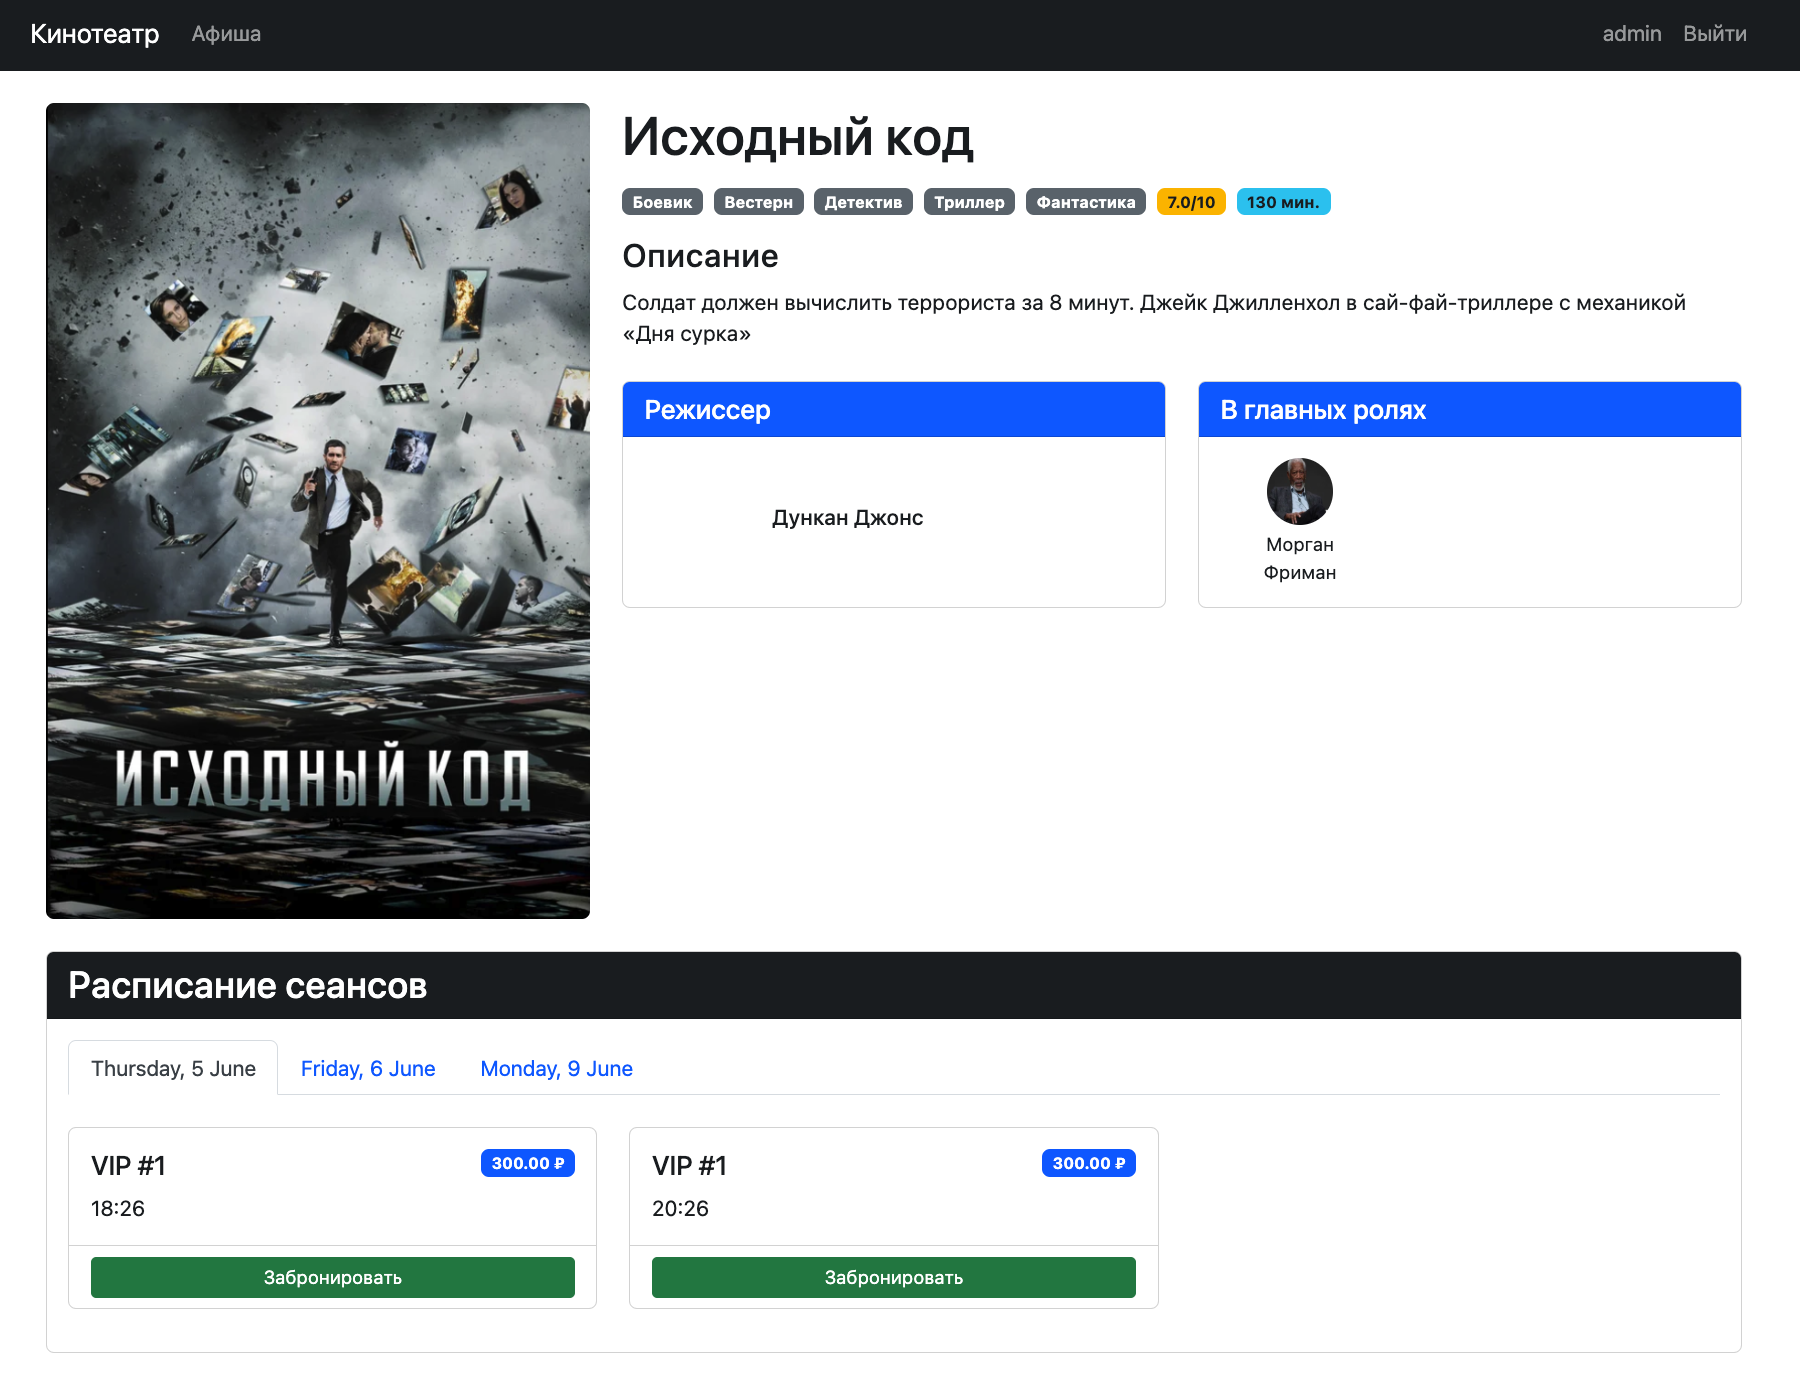 Кинотеатр Афиша admin Выйти
Исходный код
Боевик Вестерн Детектив Триллер Фантастика 7.0/10 130 мин.
Описание
Солдат должен вычислить террориста за 8 минут. Джейк Джилленхол в сай-фай-триллере с механикой
«Дня сурка»
Режиссер
Дункан Джонс
В главных ролях
Морган
Фриман
ИСХОДНЫЙ КОД
Расписание сеансов
Thursday, 5 June Friday, 6 June Monday, 9 June
VIP #1 300.00 ₽
18:26
Забронировать
VIP #1 300.00 ₽
20:26
Забронировать